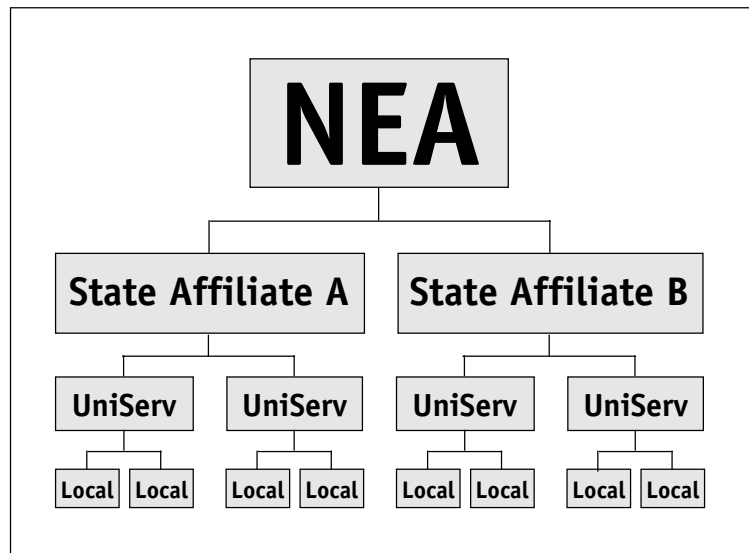 NEA
State Affiliate A State Affiliate B
UniServ UniServ UniServ UniServ
Local Local Local Local Local Local Local Local